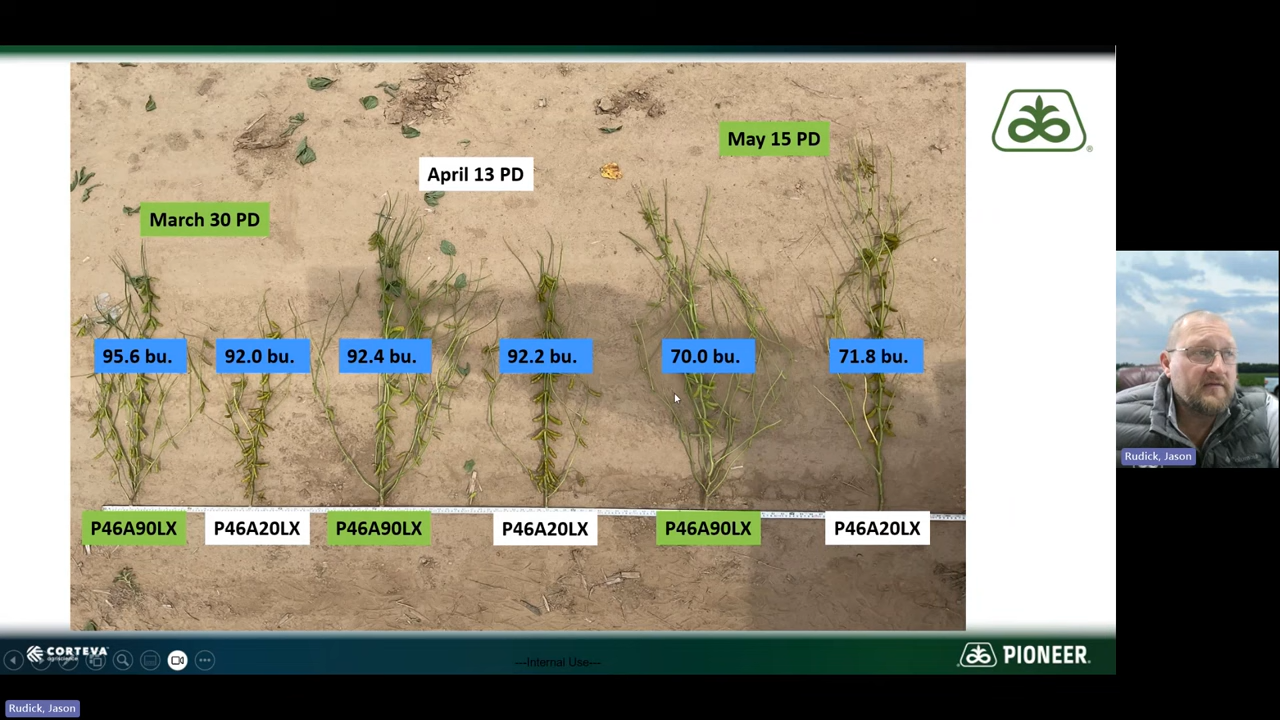 May 15 PD
April 13 PD
March 30 PD
95.6 bu.
92.0 bu.
92.4 bu.
92.2 bu.
70.0 bu.
71.8 bu.
P46A90LX
P46A20LX
P46A90LX
P46A20LX
P46A90LX
P46A20LX
Rudick, Jason
CORTEVA
agriscience
---Internal Use---
PIONEER
Rudick, Jason